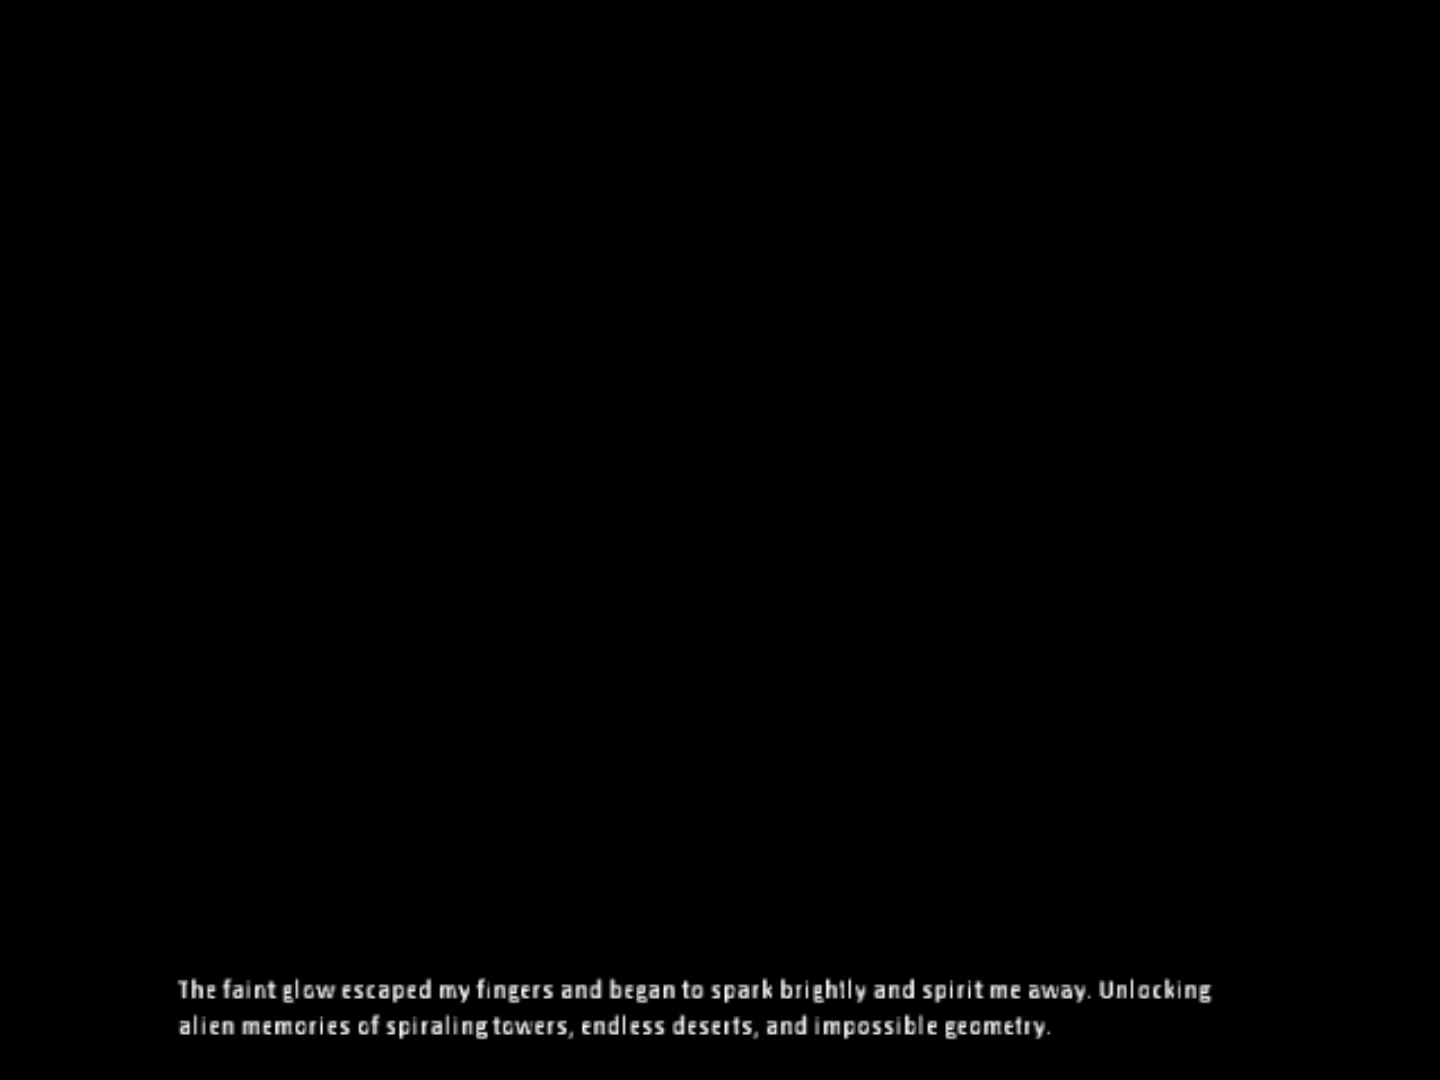 The faint glow escaped my fingers and began to spark brightly and spirit me away. Unlocking
alien memories of spiraling towers, endless deserts, and impossible geometry.